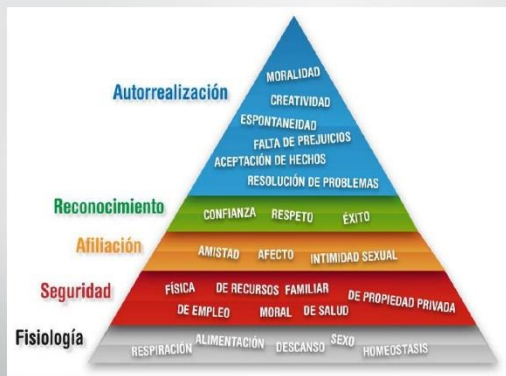 Autorrealización
MORALIDAD
CREATIVIDAD
ESPONTANEIDAD
FALTA DE PREJUICIOS
ACEPTACIÓN DE HECHOS
RESOLUCIÓN DE PROBLEMAS
Reconocimiento
CONFIANZA RESPETO ÉXITO
Afiliación
AMISTAD AFECTO INTIMIDAD SEXUAL
Seguridad
FÍSICA DE RECURSOS FAMILIAR DE PROPIEDAD PRIVADA
DE EMPLEO MORAL DE SALUD
Fisiología
RESPIRACIÓN ALIMENTACIÓN DESCANSO SEXO HOMEOSTASIS